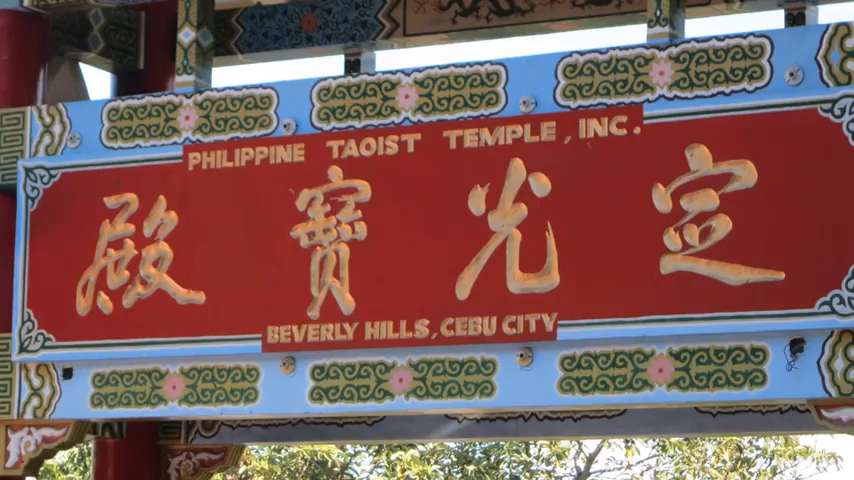 PHILIPPINE TAOIST TEMPLE, INC.
殿寶光定
BEVERLY HILLS, CEBU CITY